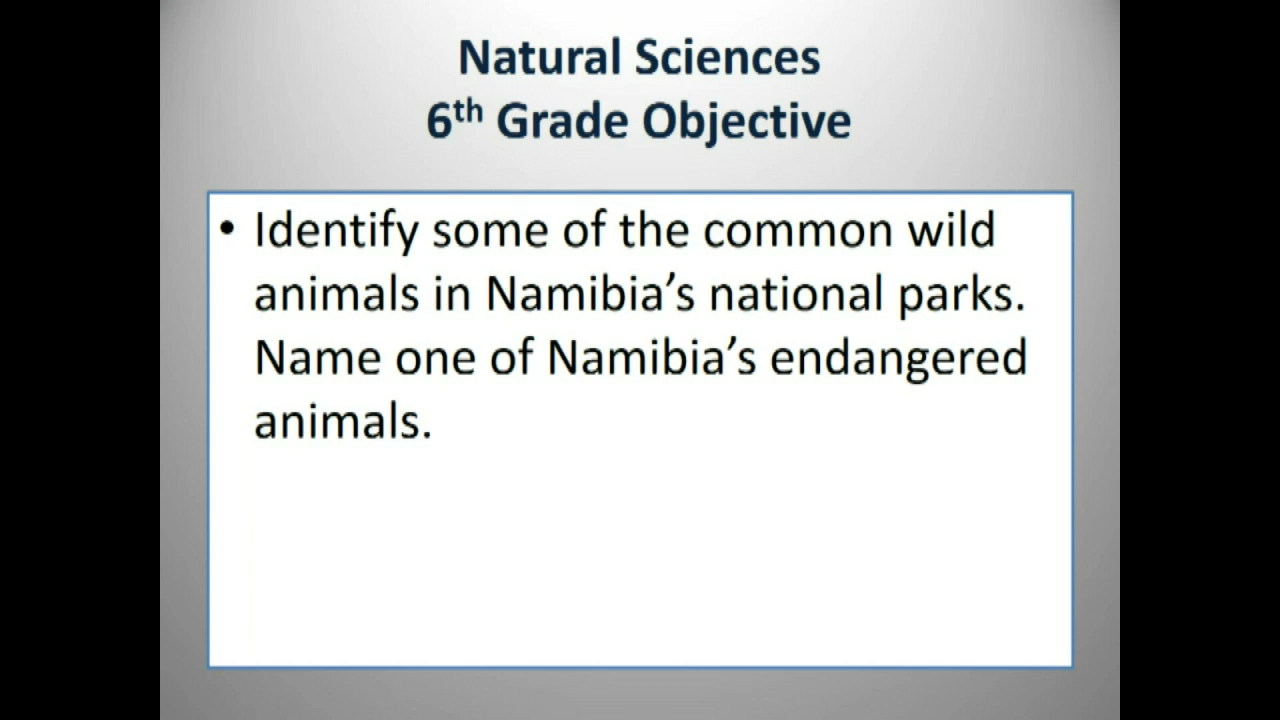 Natural Sciences
6th Grade Objective
• Identify some of the common wild
animals in Namibia’s national parks.
Name one of Namibia’s endangered
animals.